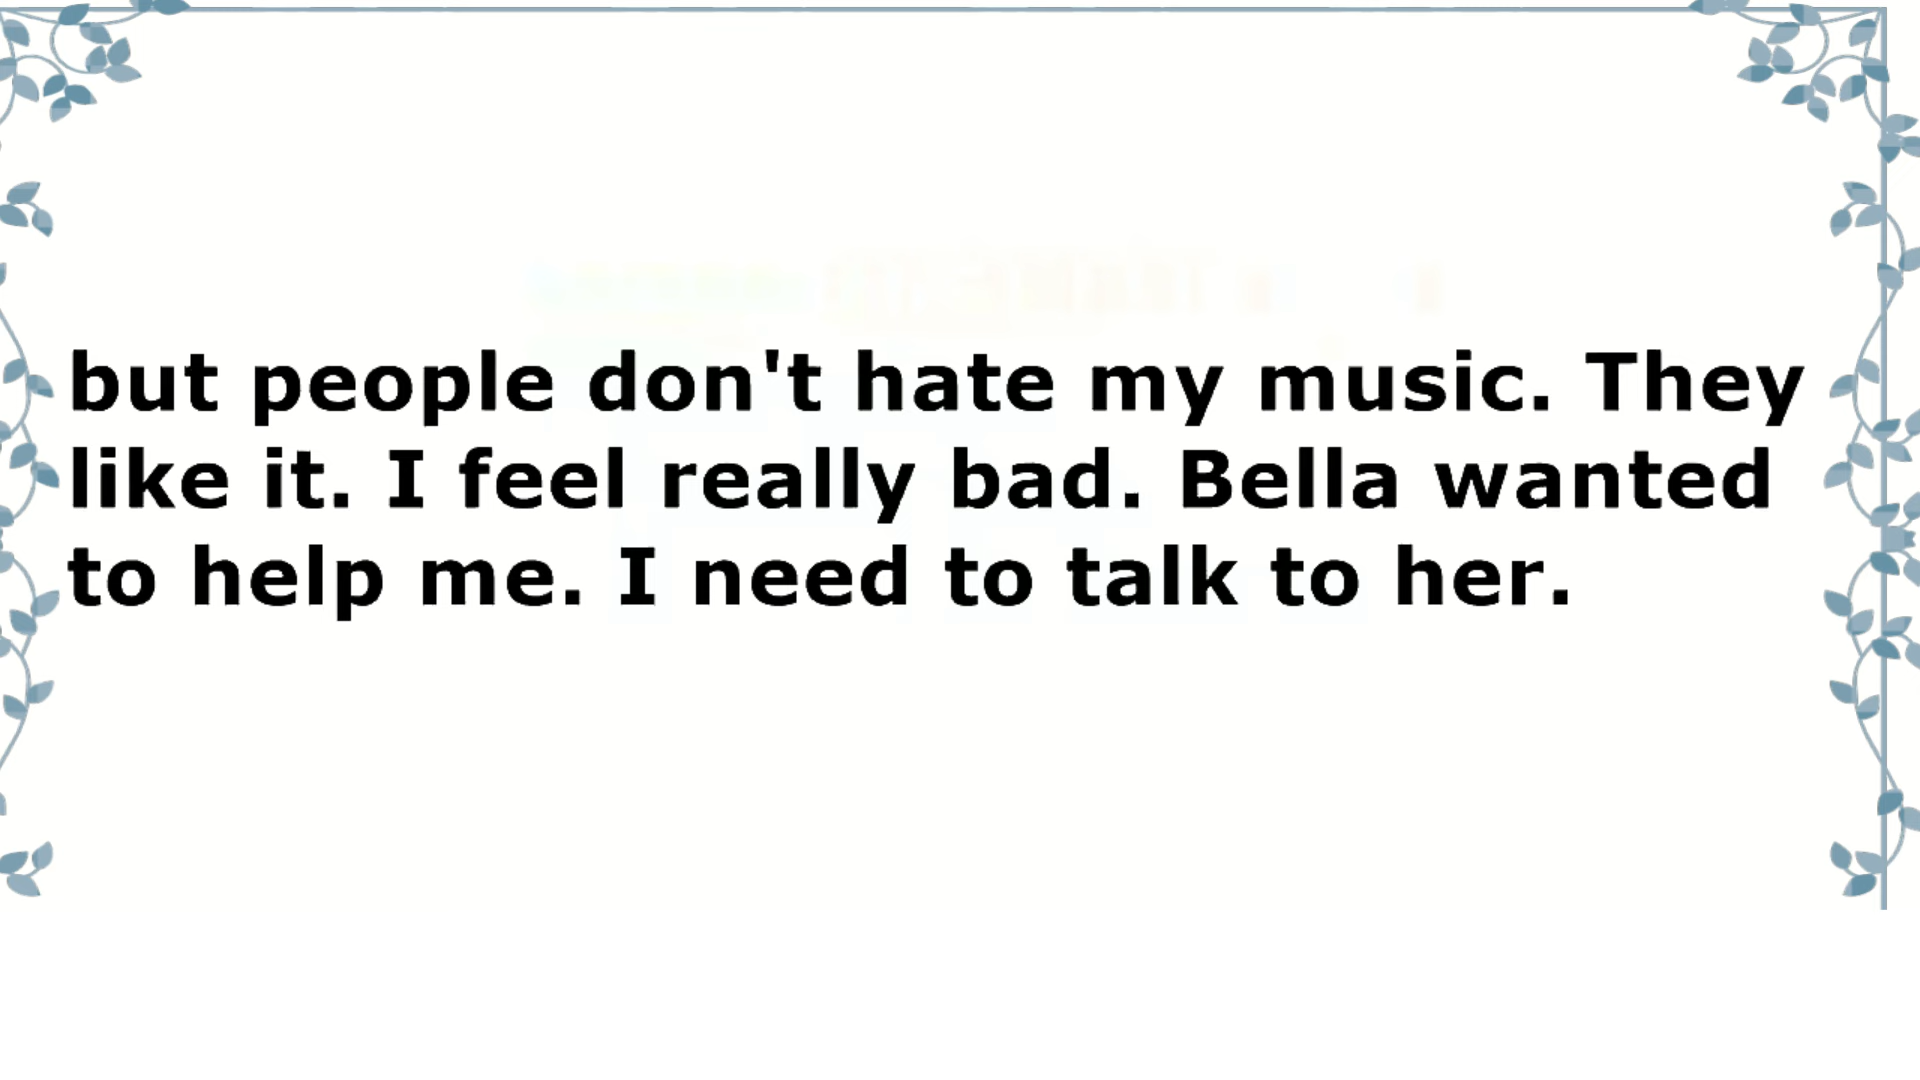 but people don't hate my music. They
like it. I feel really bad. Bella wanted
to help me. I need to talk to her.